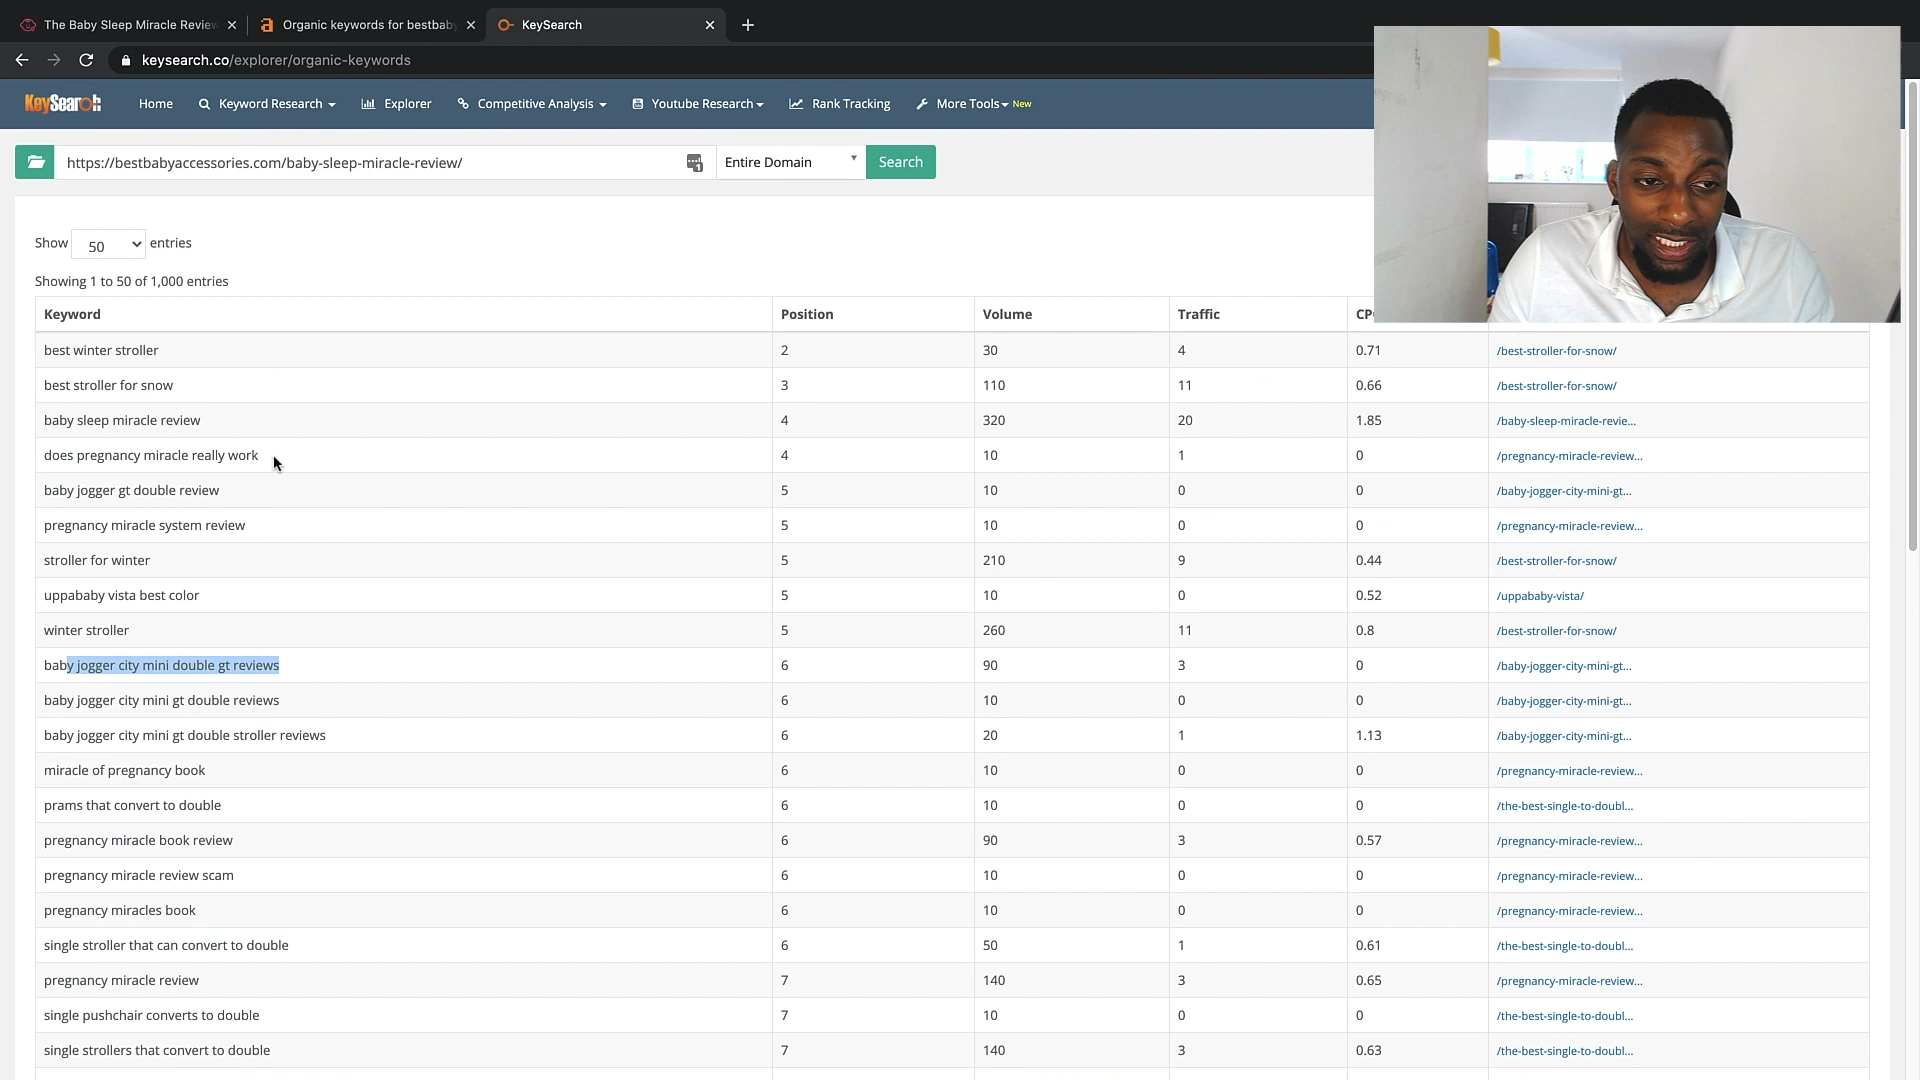 The Baby Sleep Miracle Review
Organic keywords for bestbaby
KeySearch
keysearch.co/explorer/organic-keywords
KeySearch Home Keyword Research Explorer Competitive Analysis Youtube Research Rank Tracking More Tools New
https://bestbabyaccessories.com/baby-sleep-miracle-review/ Entire Domain Search
Show 50 entries
Showing 1 to 50 of 1,000 entries
Keyword Position Volume Traffic CP
best winter stroller 2 30 4 0.71 /best-stroller-for-snow/
best stroller for snow 3 110 11 0.66 /best-stroller-for-snow/
baby sleep miracle review 4 320 20 1.85 /baby-sleep-miracle-revie...
does pregnancy miracle really work 4 10 1 0 /pregnancy-miracle-review...
baby jogger gt double review 5 10 0 0 /baby-jogger-city-mini-gt...
pregnancy miracle system review 5 10 0 0 /pregnancy-miracle-review...
stroller for winter 5 210 9 0.44 /best-stroller-for-snow/
uppababy vista best color 5 10 0 0.52 /uppababy-vista/
winter stroller 5 260 11 0.8 /best-stroller-for-snow/
baby jogger city mini double gt reviews 6 90 3 0 /baby-jogger-city-mini-gt...
baby jogger city mini gt double reviews 6 10 0 0 /baby-jogger-city-mini-gt...
baby jogger city mini gt double stroller reviews 6 20 1 1.13 /baby-jogger-city-mini-gt...
miracle of pregnancy book 6 10 0 0 /pregnancy-miracle-review...
prams that convert to double 6 10 0 0 /the-best-single-to-doubl...
pregnancy miracle book review 6 90 3 0.57 /pregnancy-miracle-review...
pregnancy miracle review scam 6 10 0 0 /pregnancy-miracle-review...
pregnancy miracles book 6 10 0 0 /pregnancy-miracle-review...
single stroller that can convert to double 6 50 1 0.61 /the-best-single-to-doubl...
pregnancy miracle review 7 140 3 0.65 /pregnancy-miracle-review...
single pushchair converts to double 7 10 0 0 /the-best-single-to-doubl...
single strollers that convert to double 7 140 3 0.63 /the-best-single-to-doubl...